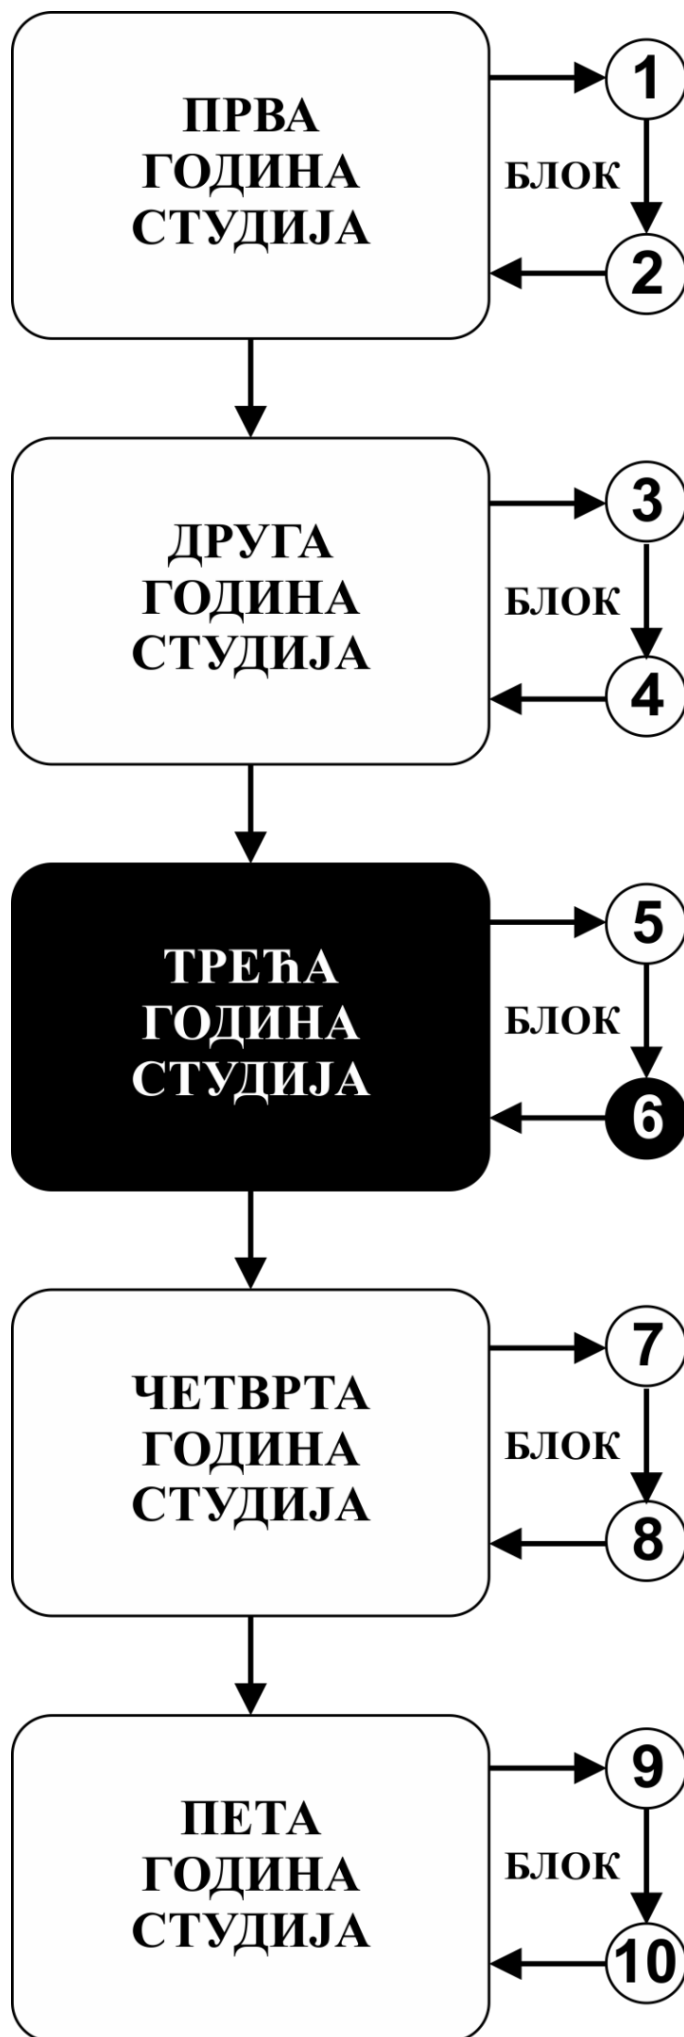 ПРВА
ГОДИНА
СТУДИЈА
1
БЛОК
2
ДРУГА
ГОДИНА
СТУДИЈА
3
БЛОК
4
ТРЕЋА
ГОДИНА
СТУДИЈА
5
БЛОК
6
ЧЕТВРТА
ГОДИНА
СТУДИЈА
7
БЛОК
8
ПЕТА
ГОДИНА
СТУДИЈА
9
БЛОК
10